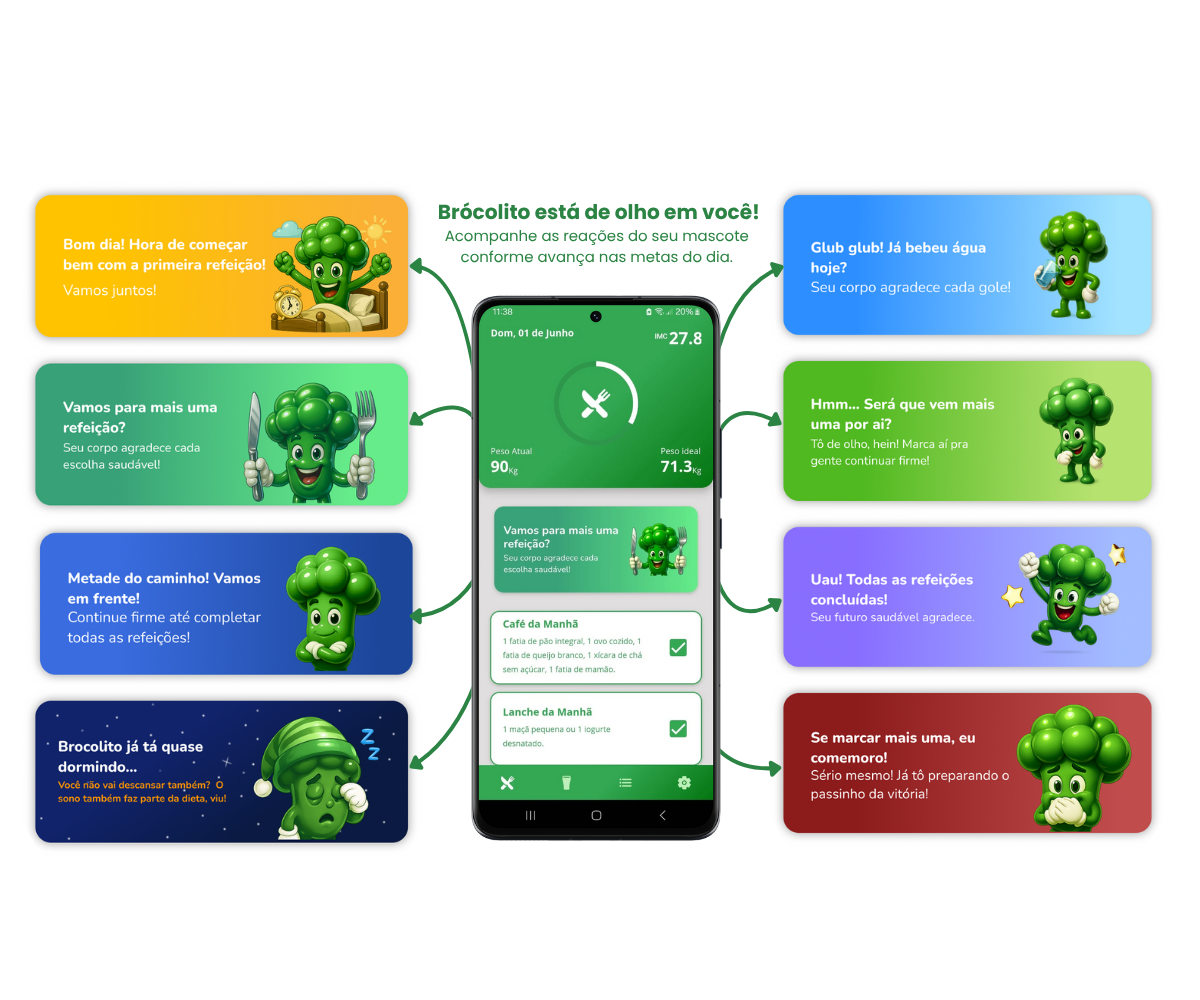 Brócolito está de olho em você!
Acompanhe as reações do seu mascote
conforme avança nas metas do dia.
Bom dia! Hora de começar
bem com a primeira refeição!
Vamos juntos!
Vamos para mais uma
refeição?
Seu corpo agradece cada
escolha saudável!
Metade do caminho! Vamos
em frente!
Continue firme até completar
todas as refeições!
Brocolito já tá quase
dormindo...
Você não vai descansar também? O
sono também faz parte da dieta, viu!
Z
Z
11:38
20%
Dom, 01 de Junho
IMC 27.8
Peso Atual
90Kg
Peso ideal
71.3Kg
Vamos para mais uma
refeição?
Seu corpo agradece cada
escolha saudável!
Café da Manhã
1 fatia de pão integral, 1 ovo cozido, 1
fatia de queijo branco, 1 xícara de chá
sem açúcar, 1 fatia de mamão.
Lanche da Manhã
1 maçã pequena ou 1 iogurte
desnatado.
Glub glub! Já bebeu água
hoje?
Seu corpo agradece cada gole!
Hmm... Será que vem mais
uma por ai?
Tô de olho, hein! Marca aí pra
gente continuar firme!
Uau! Todas as refeições
concluídas!
Seu futuro saudável agradece.
Se marcar mais uma, eu
comemoro!
Sério mesmo! Já tô preparando o
passinho da vitória!